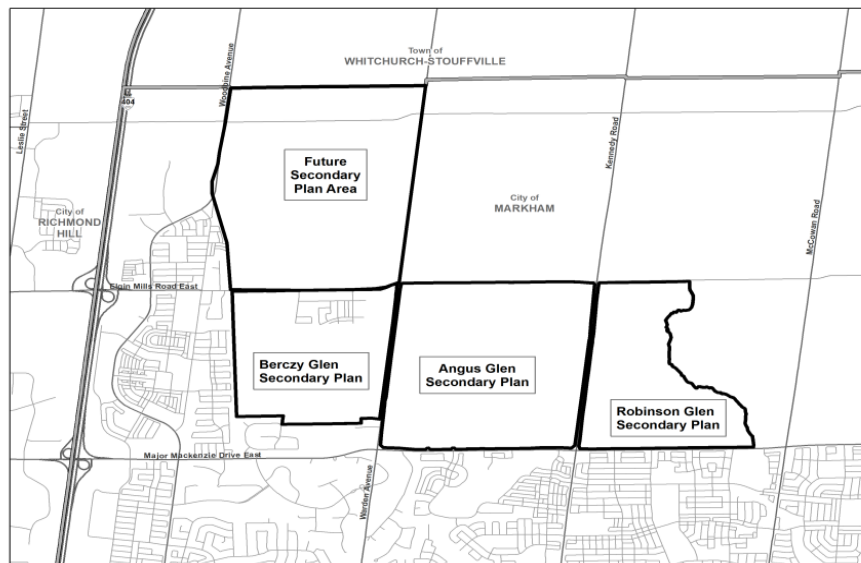 Town of
WHITCHURCH-STOUFFVILLE
Woodbine Avenue
404
Leslie Street
Future
Secondary
Plan Area
Kennedy Road
City of
MARKHAM
City of
RICHMOND
HILL
McCowan Road
Elgin Mills Road East
Berczy Glen
Secondary Plan
Angus Glen
Secondary Plan
Robinson Glen
Secondary Plan
Major Mackenzie Drive East
Warden Avenue